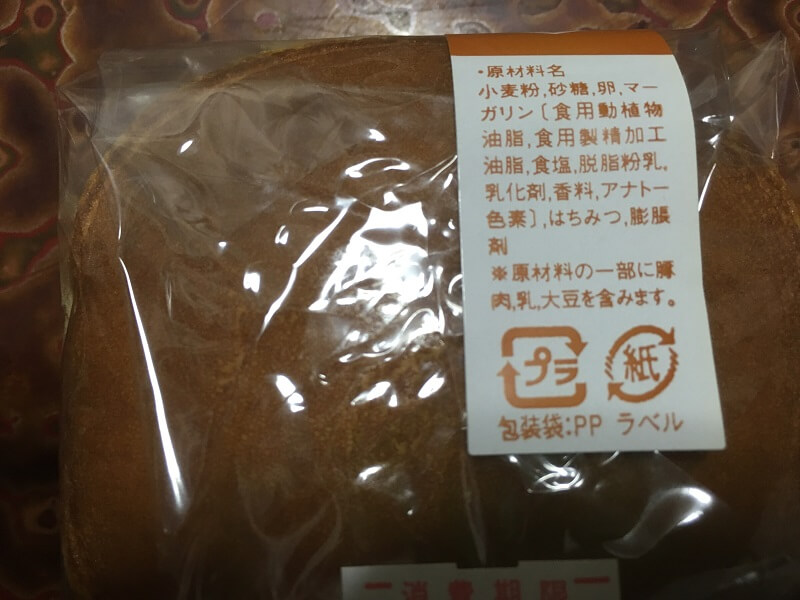 ・原材料名
小麦粉,砂糖,卵,マー
ガリン〔食用動植物
油脂,食用製精加工
油脂,食塩,脱脂粉乳,
乳化剤,香料,アナトー
色素〕,はちみつ,膨脹
剤
※原材料の一部に豚
肉,乳,大豆を含みます。
プラ
紙
包装袋:PP ラベル
消費期限